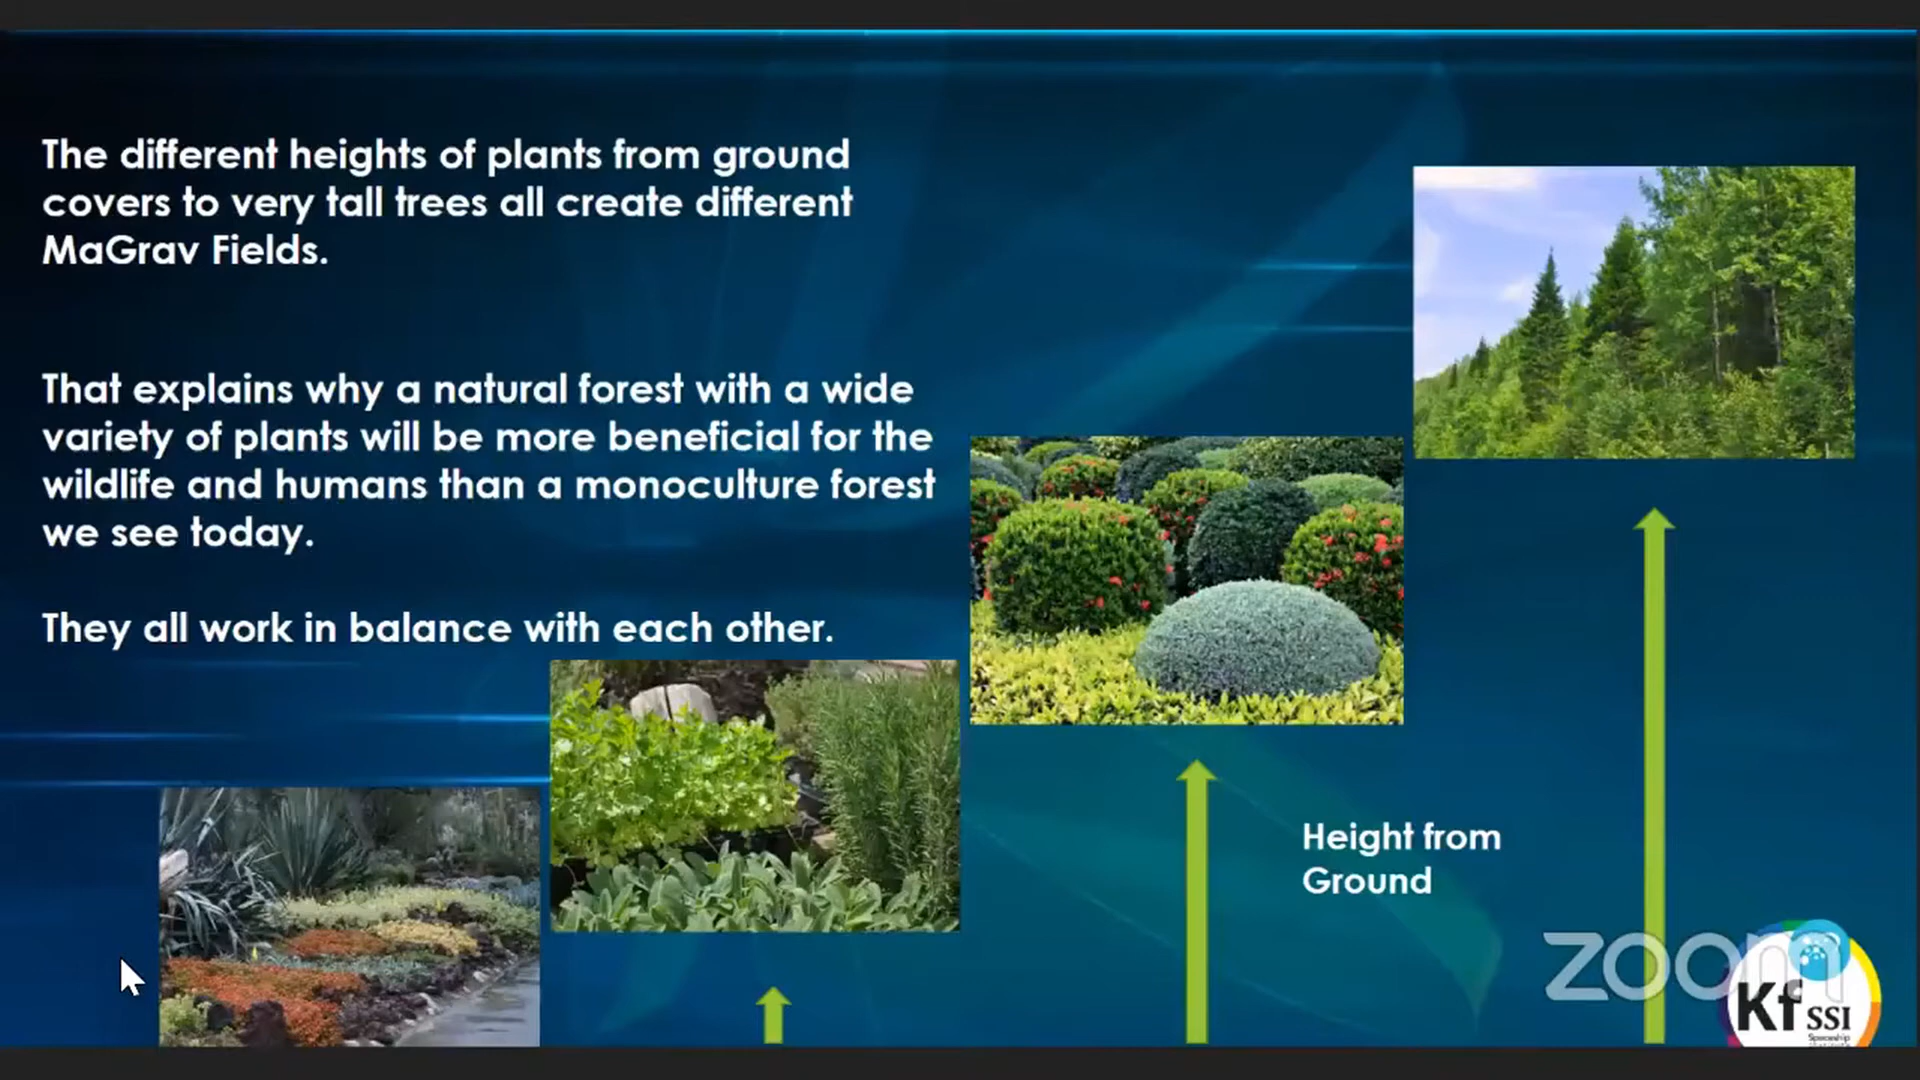 The different heights of plants from ground
covers to very tall trees all create different
MaGrav Fields.
That explains why a natural forest with a wide
variety of plants will be more beneficial for the
wildlife and humans than a monoculture forest
we see today.
They all work in balance with each other.
Height from
Ground
zoom
Kf
SSI
Spaceship